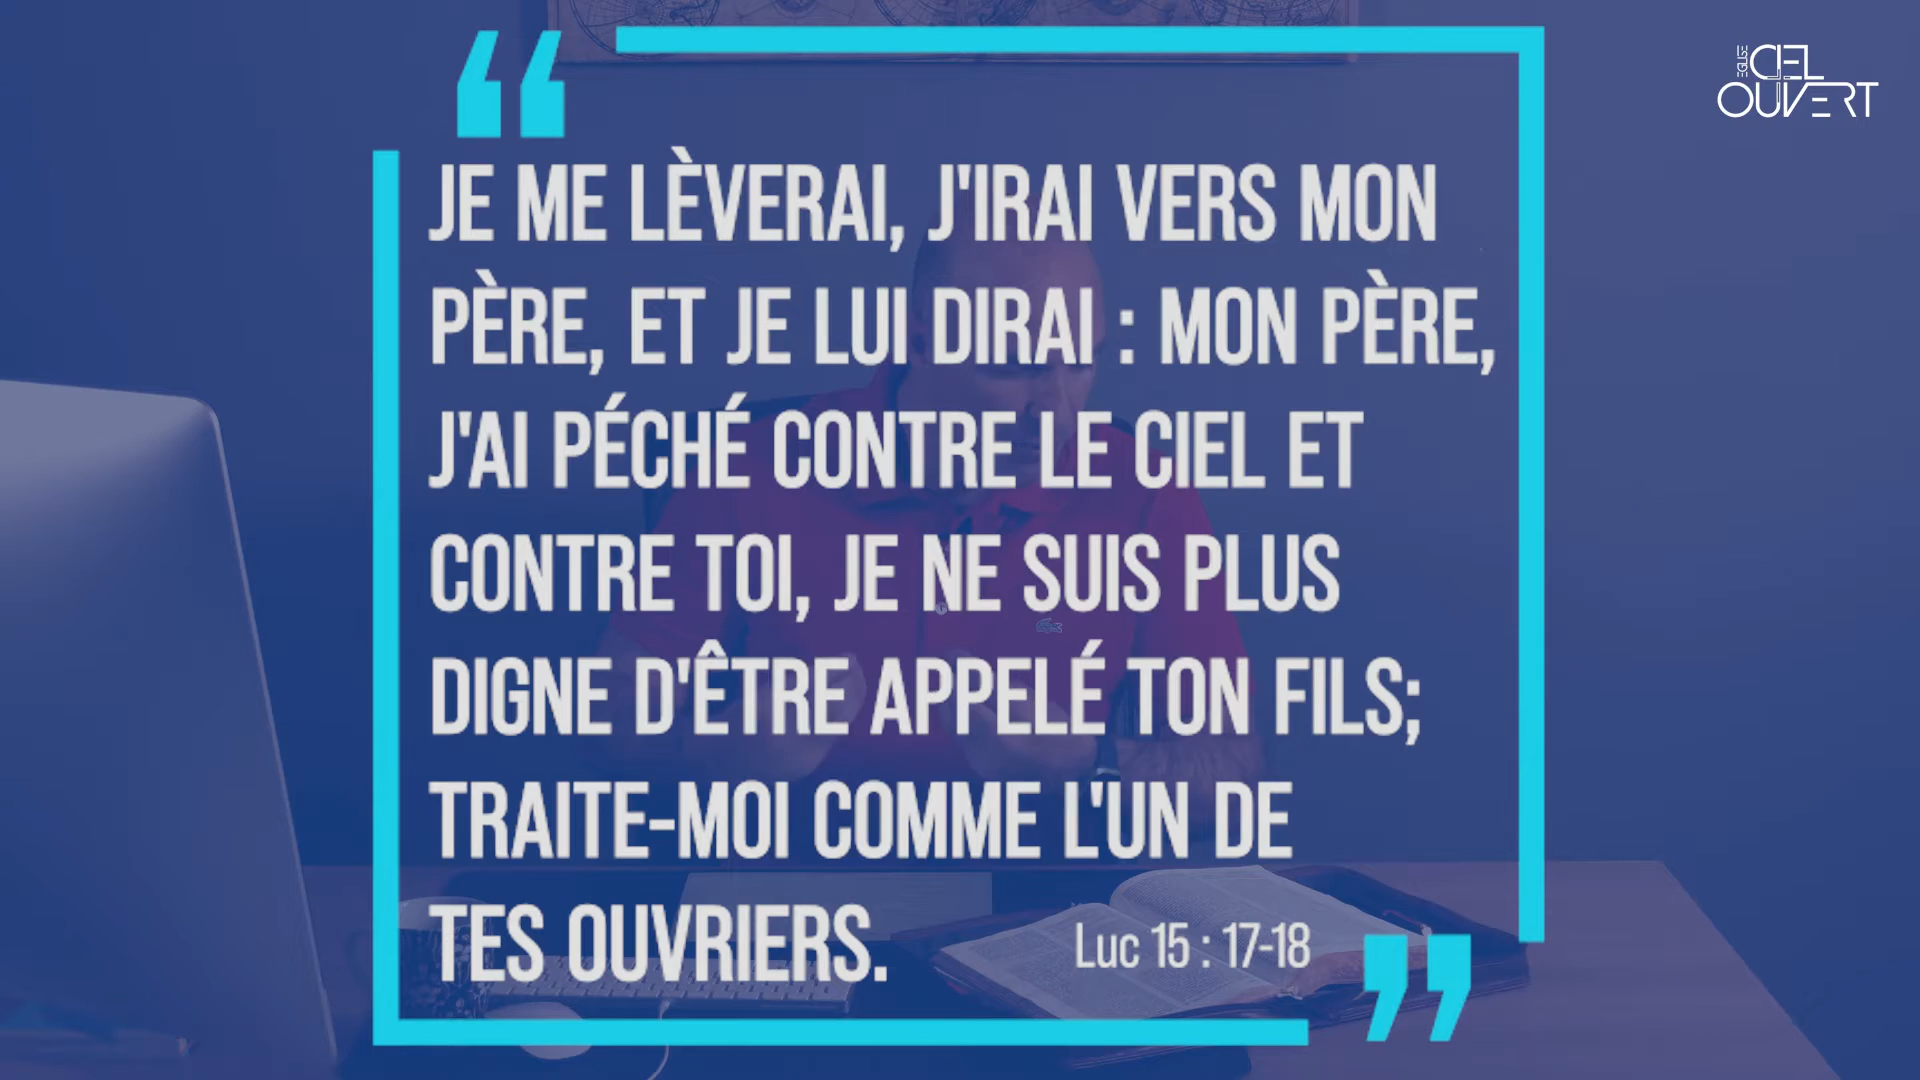 ÉGLISE
CIEL
OUVERT
“
JE ME LÈVERAI, J'IRAI VERS MON
PÈRE, ET JE LUI DIRAI : MON PÈRE,
J'AI PÉCHÉ CONTRE LE CIEL ET
CONTRE TOI, JE NE SUIS PLUS
DIGNE D'ÊTRE APPELÉ TON FILS;
TRAITE-MOI COMME L'UN DE
TES OUVRIERS.
Luc 15 : 17-18
”